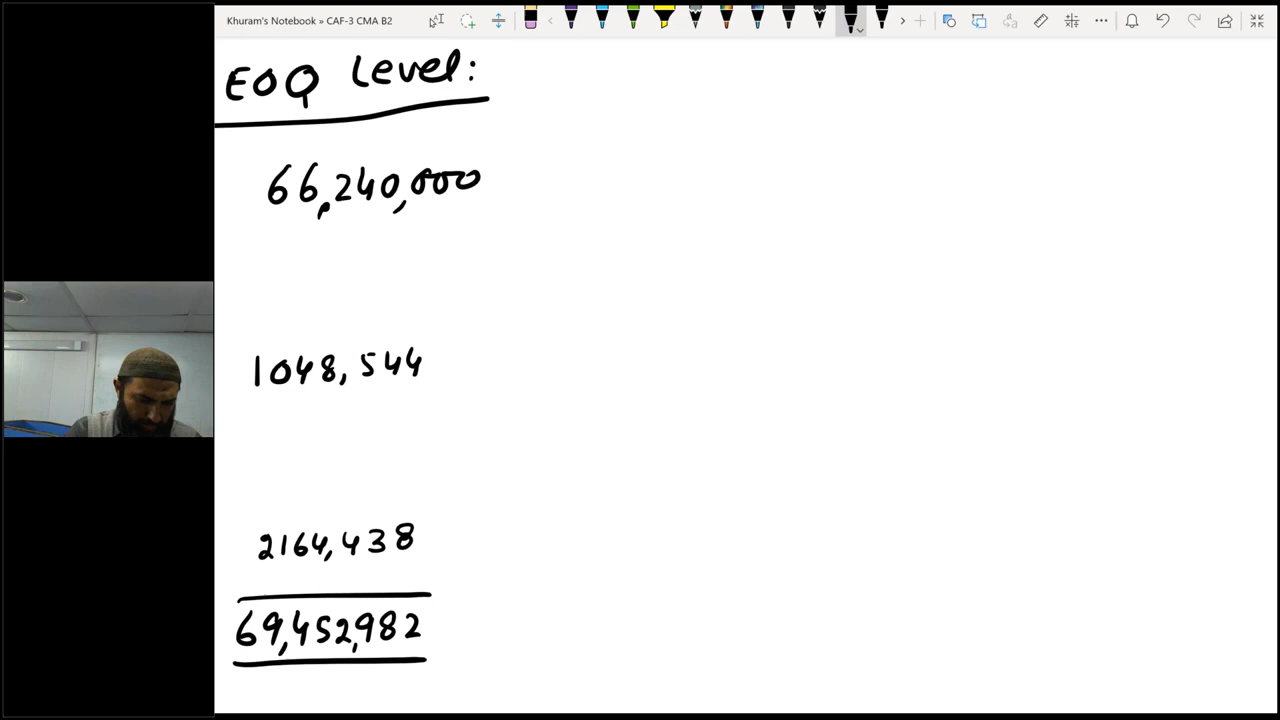 Khuram's Notebook » CAF-3 CMA B2
EOQ Level:
66,240,000
1048,544
2164,438
69,452,982